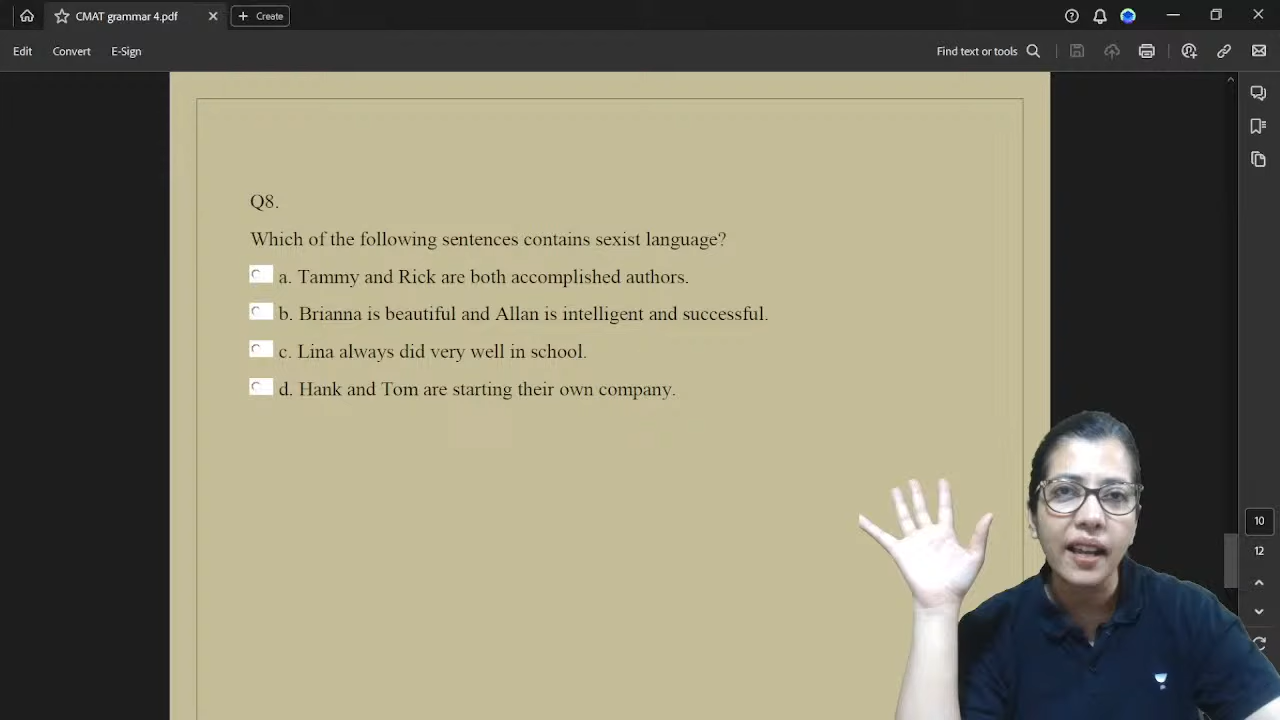 CMAT grammar 4.pdf
Create
Edit
Convert
E-Sign
Find text or tools
Q8.
Which of the following sentences contains sexist language?
a. Tammy and Rick are both accomplished authors.
b. Brianna is beautiful and Allan is intelligent and successful.
c. Lina always did very well in school.
d. Hank and Tom are starting their own company.
10
12